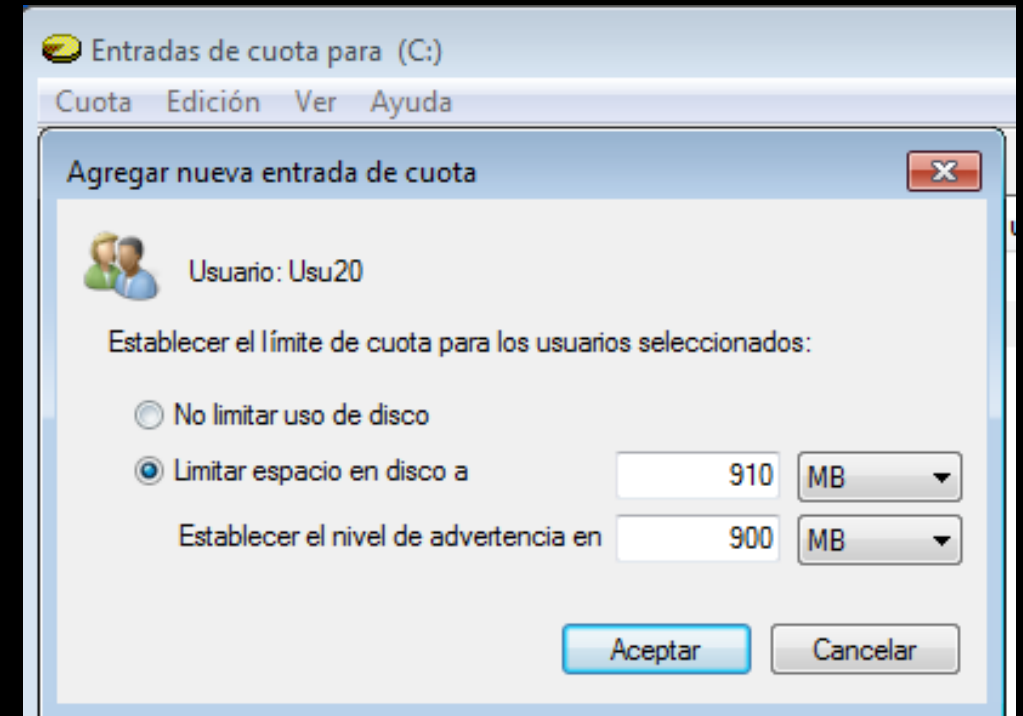 Entradas de cuota para (C:)
Cuota Edición Ver Ayuda
Agregar nueva entrada de cuota
Usuario: Usu20
Establecer el límite de cuota para los usuarios seleccionados:
No limitar uso de disco
Limitar espacio en disco a 910 MB
Establecer el nivel de advertencia en 900 MB
Aceptar Cancelar